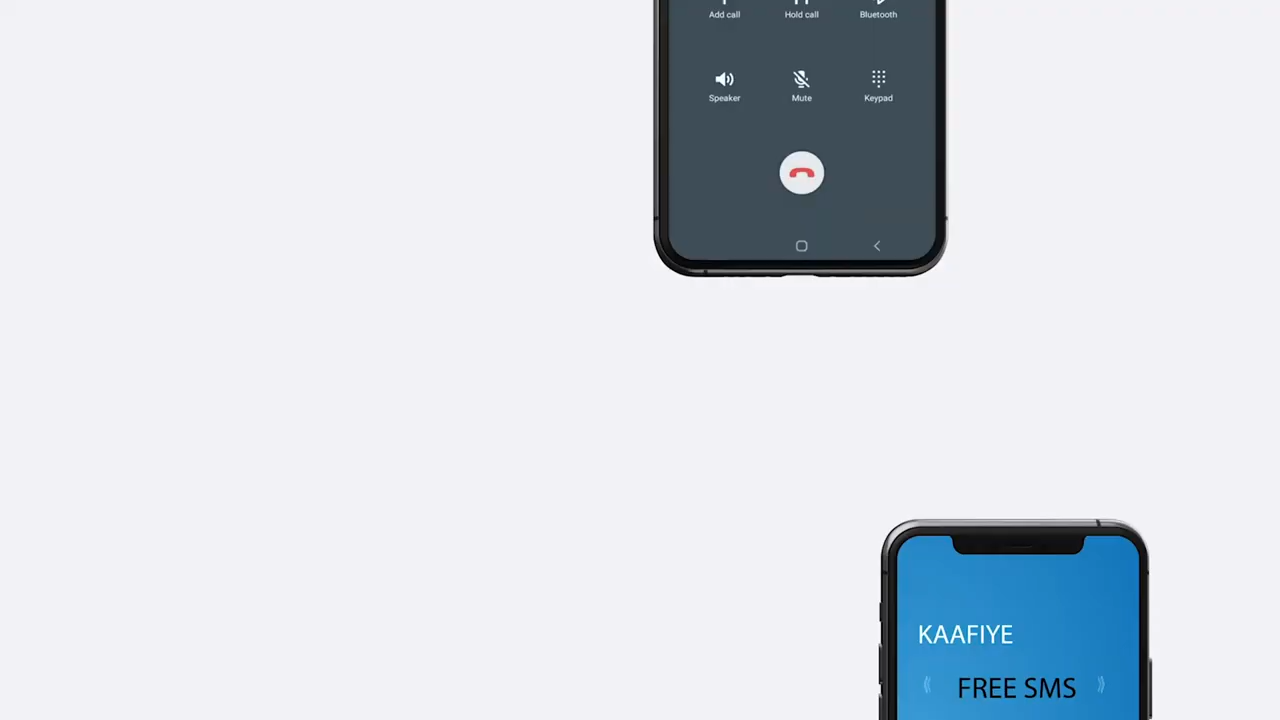 Add call Hold call Bluetooth
Speaker Mute Keypad
KAAFIYE
FREE SMS